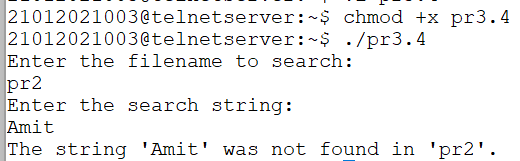 21012021003@telnetserver:~$ chmod +x pr3.4
21012021003@telnetserver:~$ ./pr3.4
Enter the filename to search:
pr2
Enter the search string:
Amit
The string 'Amit' was not found in 'pr2'.